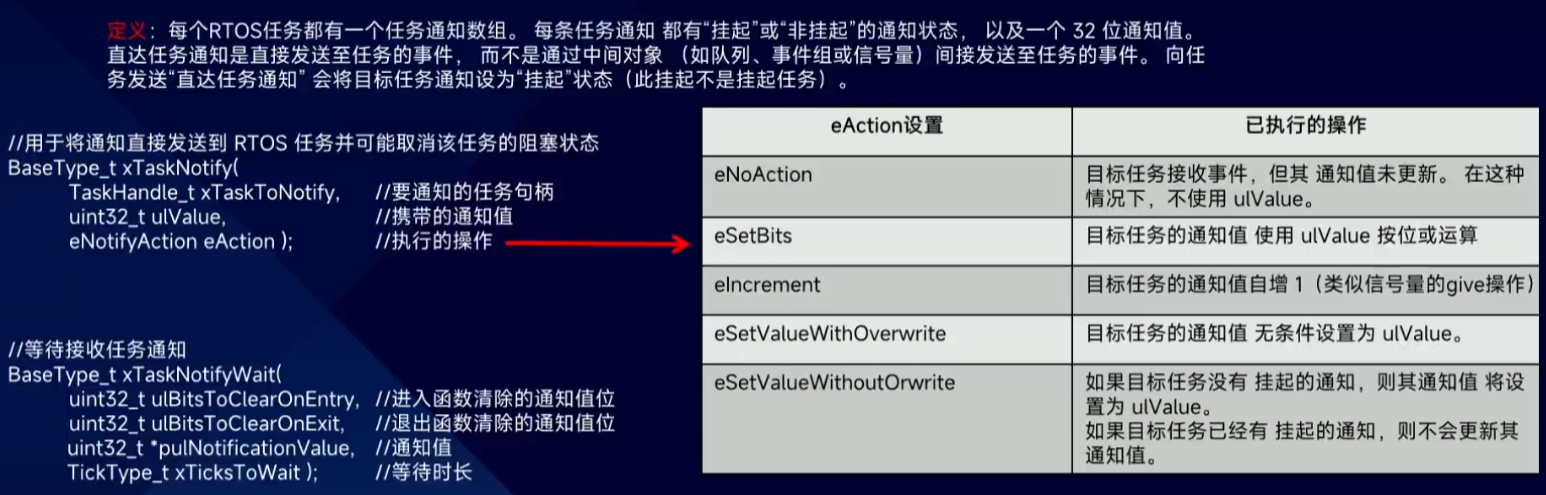 定义：每个RTOS任务都有一个任务通知数组。 每条任务通知 都有“挂起”或“非挂起”的通知状态， 以及一个 32 位通知值。
直达任务通知是直接发送至任务的事件， 而不是通过中间对象 （如队列、事件组或信号量）间接发送至任务的事件。 向任
务发送“直达任务通知” 会将目标任务通知设为“挂起”状态（此挂起不是挂起任务）。
//用于将通知直接发送到 RTOS 任务并可能取消该任务的阻塞状态
BaseType_t xTaskNotify(
TaskHandle_t xTaskToNotify, //要通知的任务句柄
uint32_t ulValue, //携带的通知值
eNotifyAction eAction ); //执行的操作
//等待接收任务通知
BaseType_t xTaskNotifyWait(
uint32_t ulBitsToClearOnEntry, //进入函数清除的通知值位
uint32_t ulBitsToClearOnExit, //退出函数清除的通知值位
uint32_t *pulNotificationValue, //通知值
TickType_t xTicksToWait ); //等待时长
eAction设置 已执行的操作
eNoAction 目标任务接收事件，但其 通知值未更新。 在这种
情况下，不使用 ulValue。
eSetBits 目标任务的通知值 使用 ulValue 按位或运算
eIncrement 目标任务的通知值自增 1（类似信号量的give操作）
eSetValueWithOverwrite 目标任务的通知值 无条件设置为 ulValue。
eSetValueWithoutOrwrite 如果目标任务没有 挂起的通知，则其通知值 将设
置为 ulValue。
如果目标任务已经有 挂起的通知，则不会更新其
通知值。